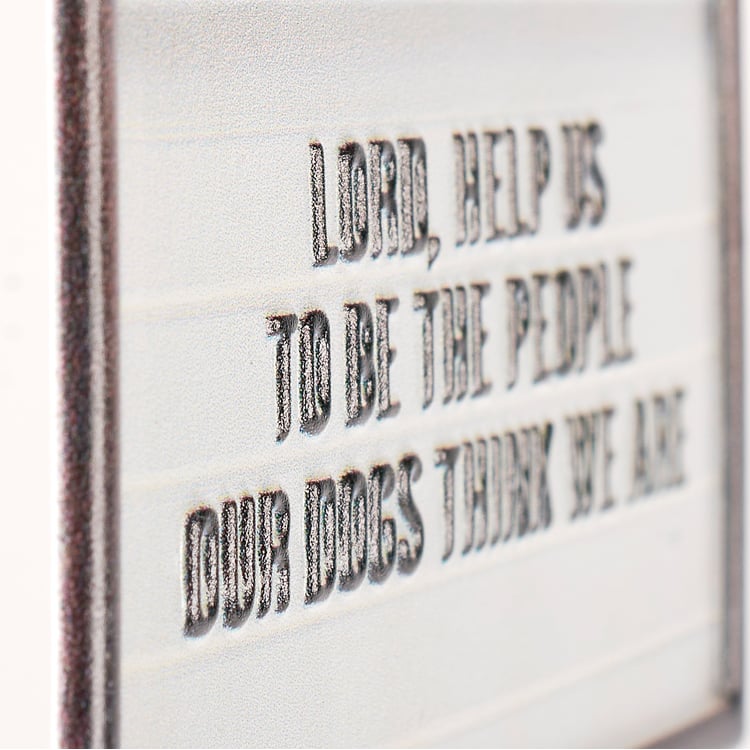 LORD, HELP US
TO BE THE PEOPLE
OUR DOGS THINK WE ARE